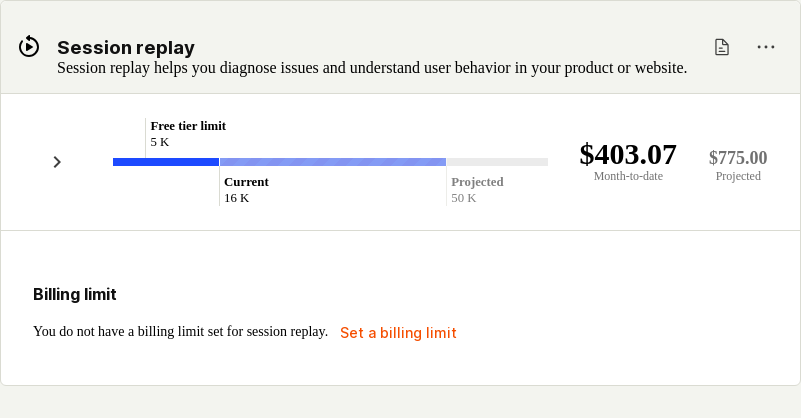 Session replay
Session replay helps you diagnose issues and understand user behavior in your product or website.
Free tier limit
5 K
Current
16 K
Projected
50 K
$403.07
Month-to-date
$775.00
Projected
Billing limit
You do not have a billing limit set for session replay. Set a billing limit